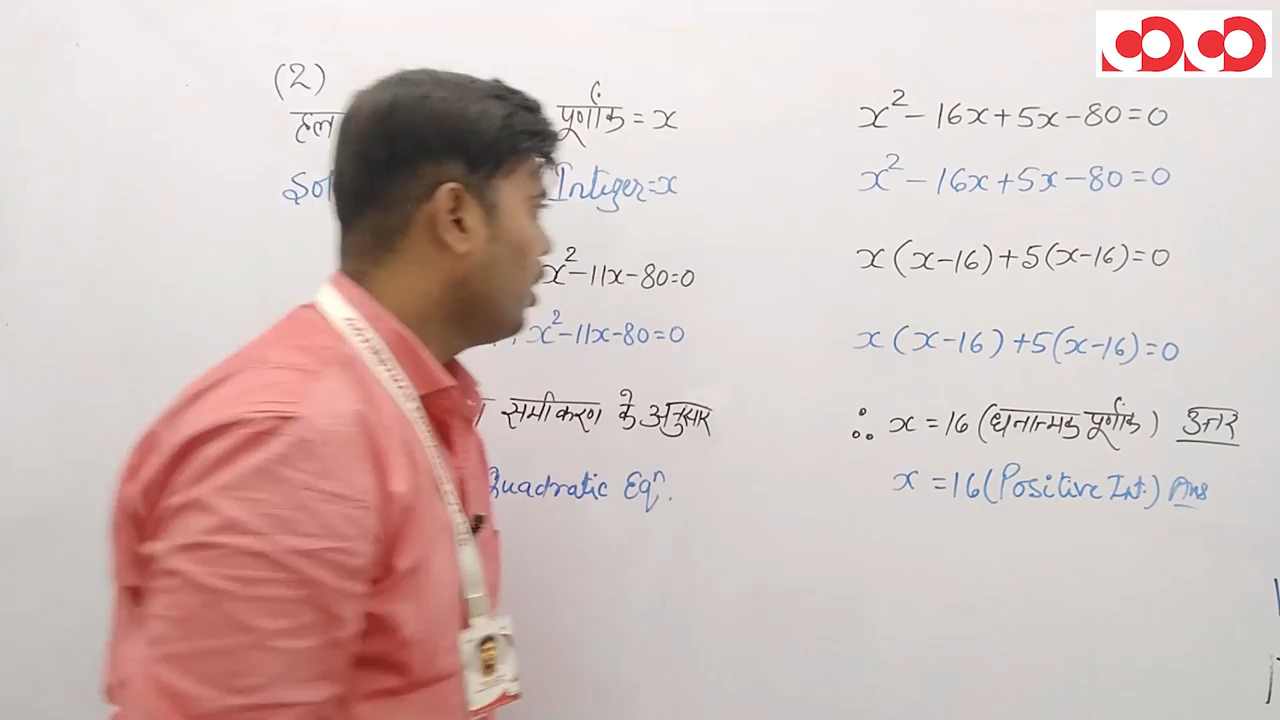 (2)
हल पूर्णांक = x
Integer = x
x² - 11x - 80 = 0
x² - 11x - 80 = 0
समीकरण के अनुसार
Quadratic Eqn.
x² - 16x + 5x - 80 = 0
x² - 16x + 5x - 80 = 0
x (x - 16) + 5 (x - 16) = 0
x (x - 16) + 5 (x - 16) = 0
∴ x = 16 (धनात्मक पूर्णांक) उत्तर
x = 16 (Positive Int.) Ans